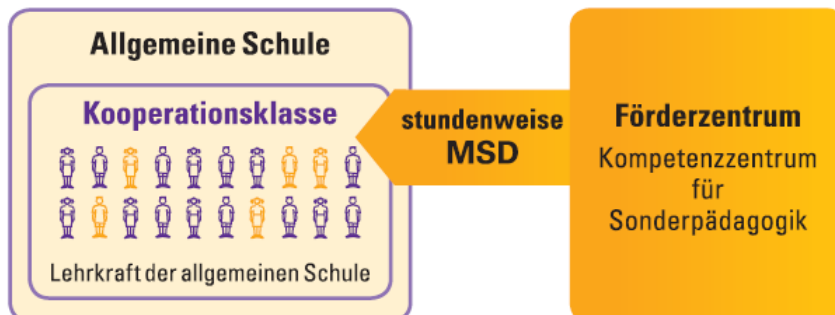 Allgemeine Schule
Kooperationsklasse
Lehrkraft der allgemeinen Schule
stundenweise
MSD
Förderzentrum
Kompetenzzentrum
für
Sonderpädagogik